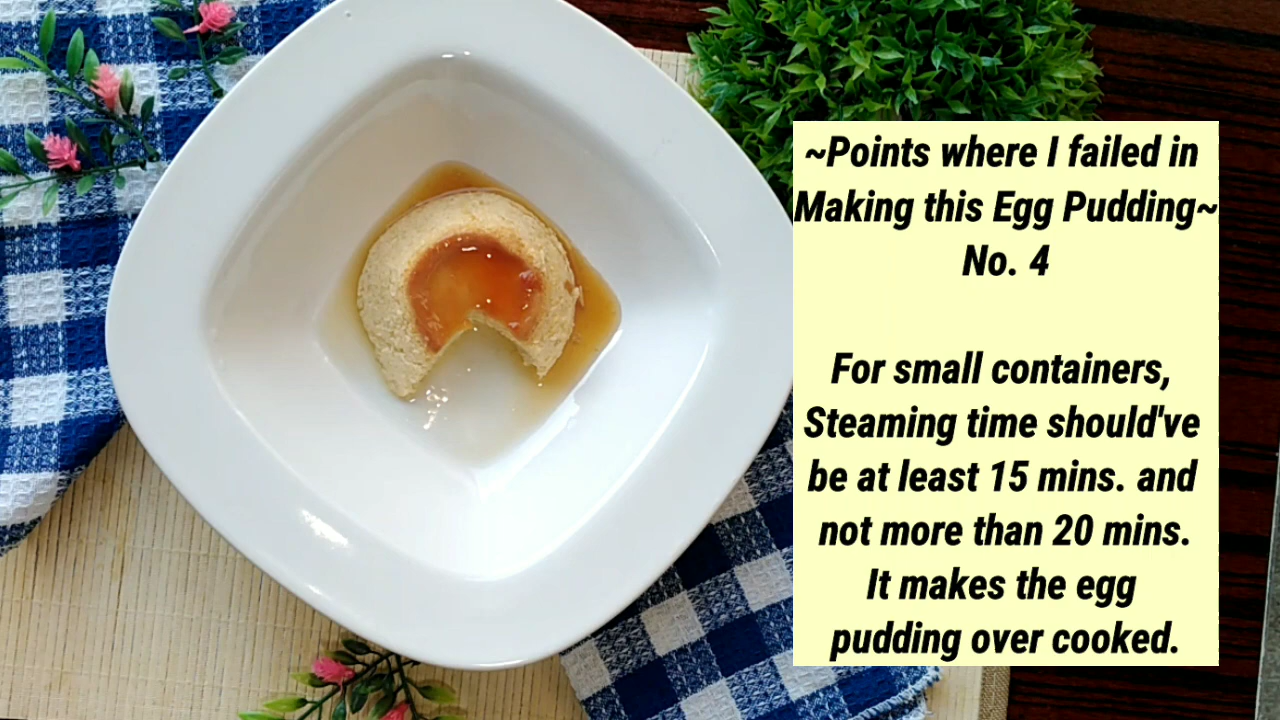 ~Points where I failed in
Making this Egg Pudding~
No. 4
For small containers,
Steaming time should've
be at least 15 mins. and
not more than 20 mins.
It makes the egg
pudding over cooked.